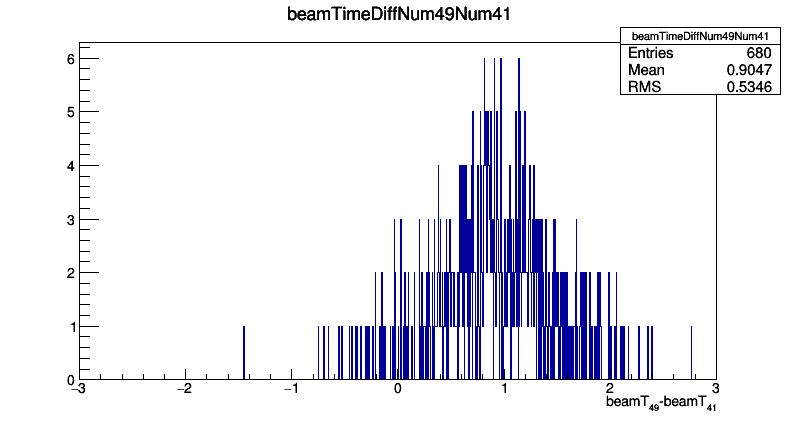 beamTimeDiffNum49Num41
beamTimeDiffNum49Num41
Entries 680
Mean 0.9047
RMS 0.5346
6
5
4
3
2
1
0
−3 −2 −1 0 1 2 3
beamT49-beamT41